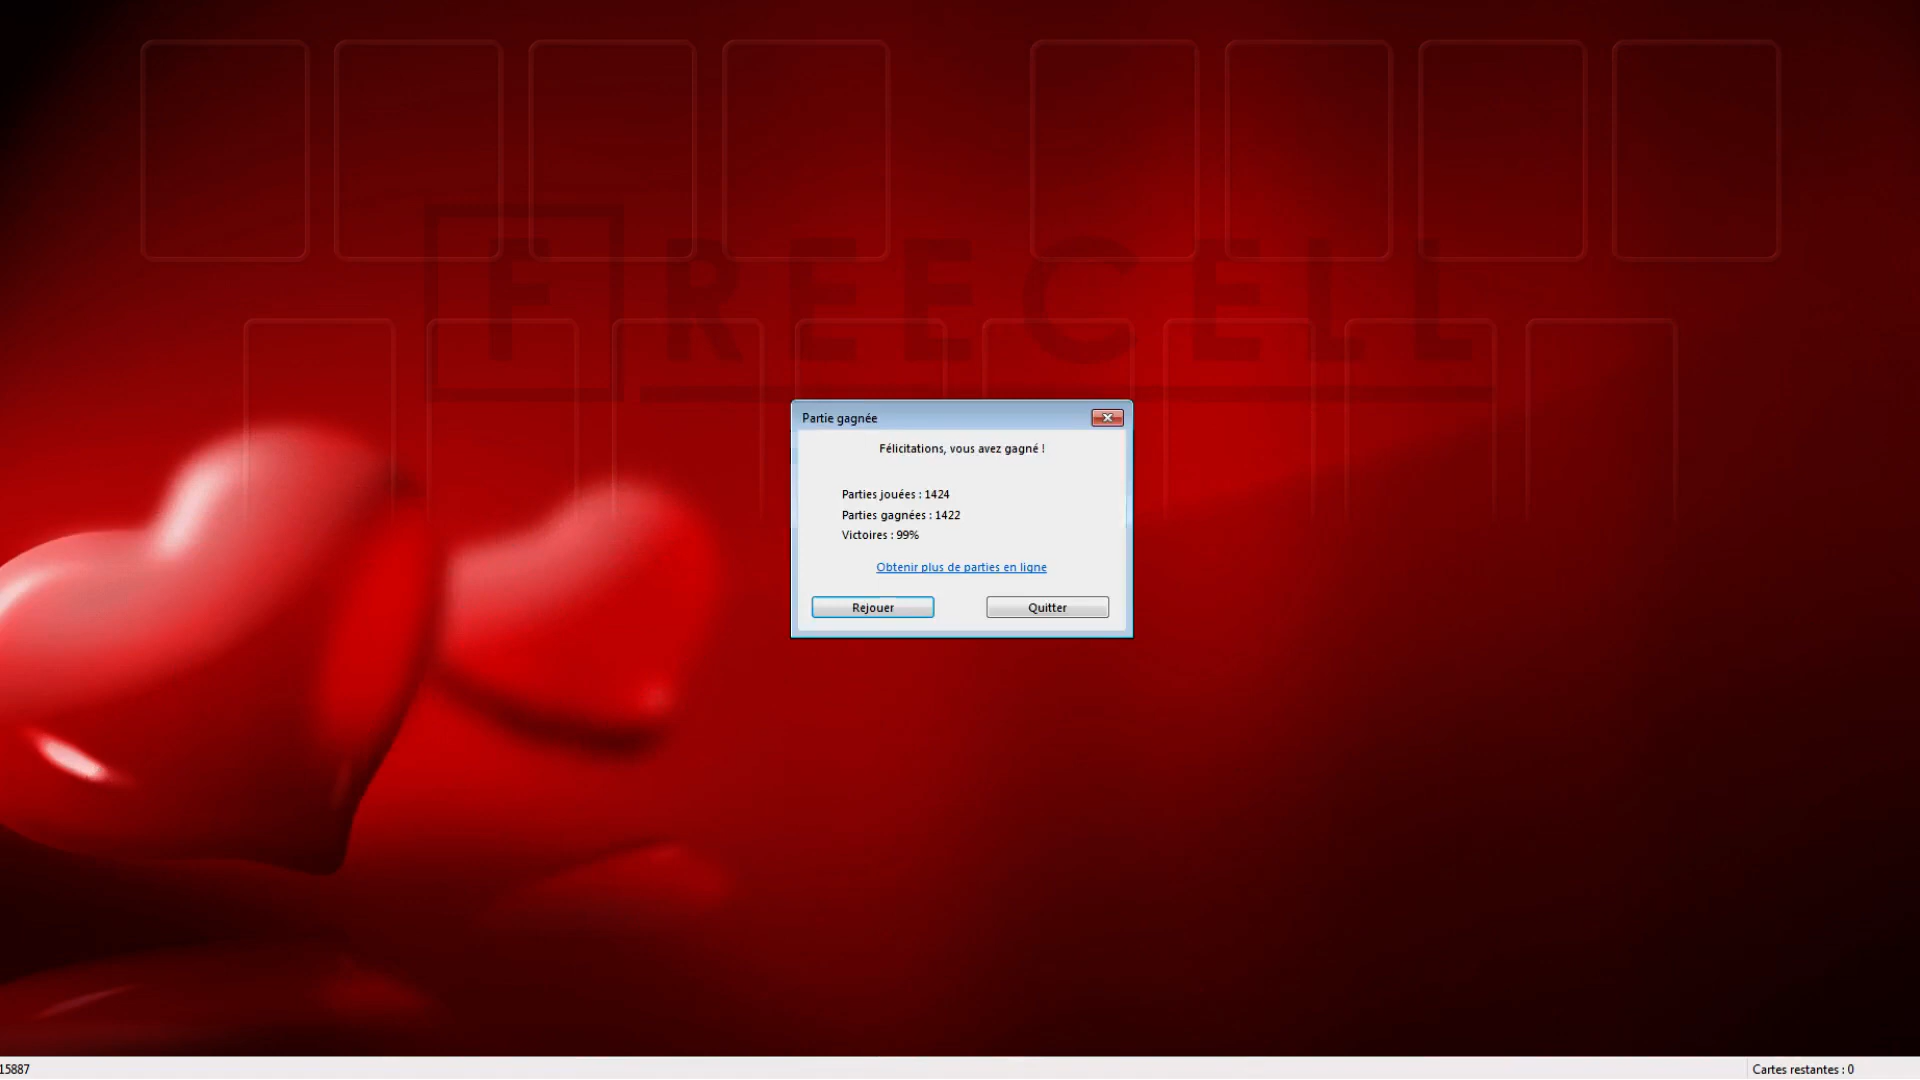 FREECELL
Partie gagnée
Félicitations, vous avez gagné !
Parties jouées : 1424
Parties gagnées : 1422
Victoires : 99%
Obtenir plus de parties en ligne
Rejouer
Quitter
15887
Cartes restantes : 0